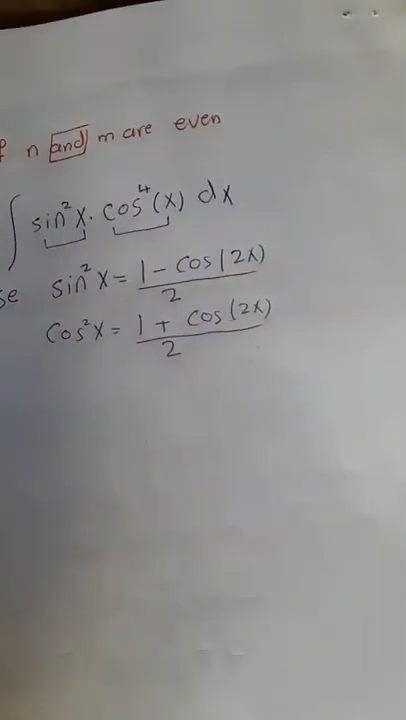 n and m are even
∫ sin²x · cos⁴(x) dx
sin²x = 1 - cos(2x) / 2
cos²x = 1 + cos(2x) / 2